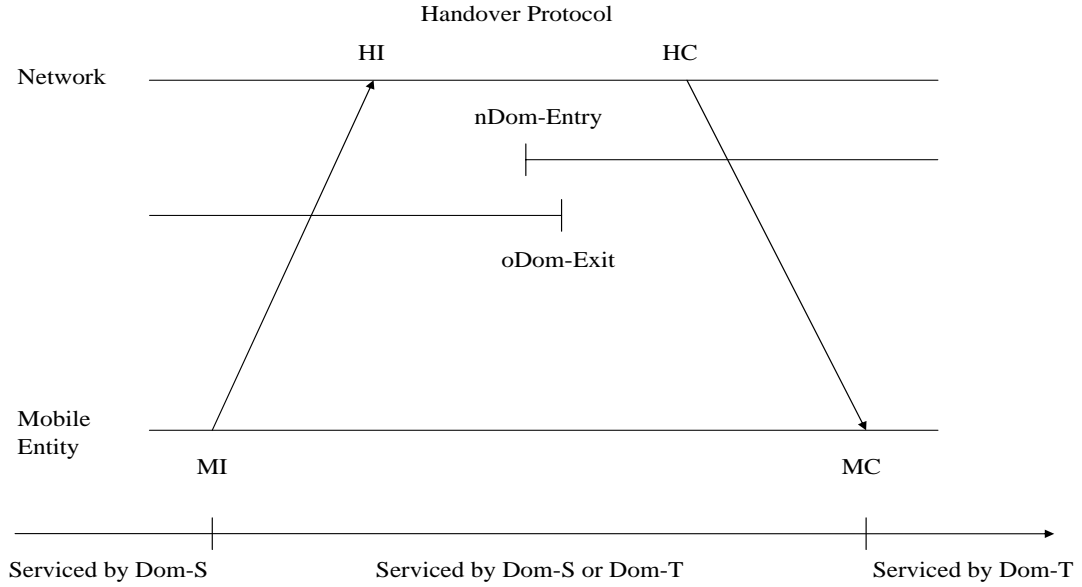 Handover Protocol
HI
HC
Network
nDom-Entry
oDom-Exit
Mobile
Entity
MI
MC
Serviced by Dom-S
Serviced by Dom-S or Dom-T
Serviced by Dom-T